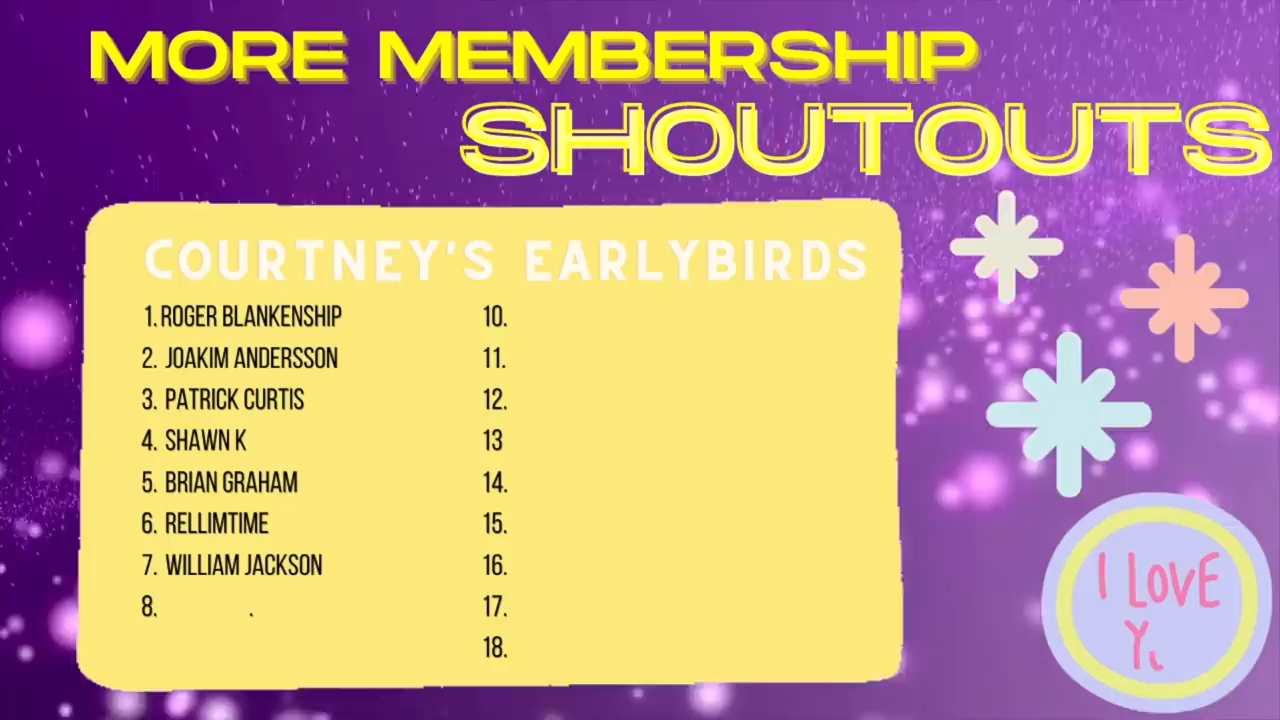 MORE MEMBERSHIP
SHOUTOUTS
COURTNEY'S EARLYBIRDS
1. ROGER BLANKENSHIP
2. JOAKIM ANDERSSON
3. PATRICK CURTIS
4. SHAWN K
5. BRIAN GRAHAM
6. RELLIMTIME
7. WILLIAM JACKSON
8. .
10.
11.
12.
13
14.
15.
16.
17.
18.
I LOVE